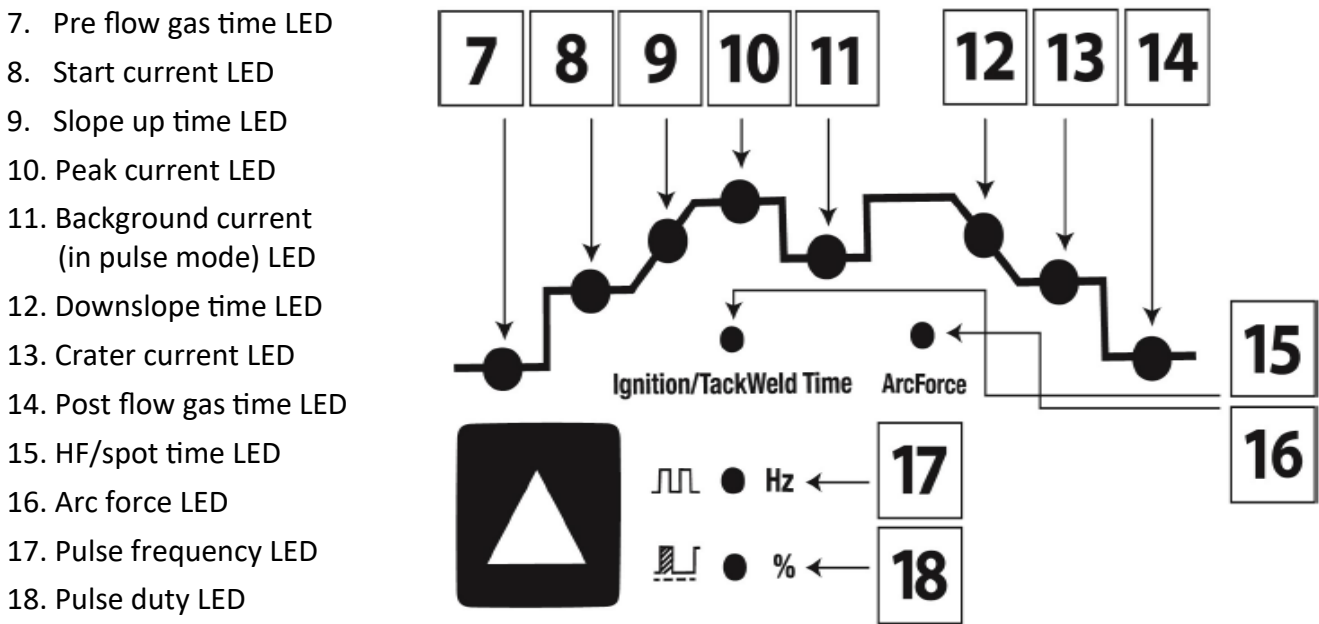 7. Pre flow gas time LED
8. Start current LED
9. Slope up time LED
10. Peak current LED
11. Background current
(in pulse mode) LED
12. Downslope time LED
13. Crater current LED
14. Post flow gas time LED
15. HF/spot time LED
16. Arc force LED
17. Pulse frequency LED
18. Pulse duty LED
7 8 9 10 11 12 13 14
15
Ignition/TackWeld Time ArcForce
16
Hz 17
% 18